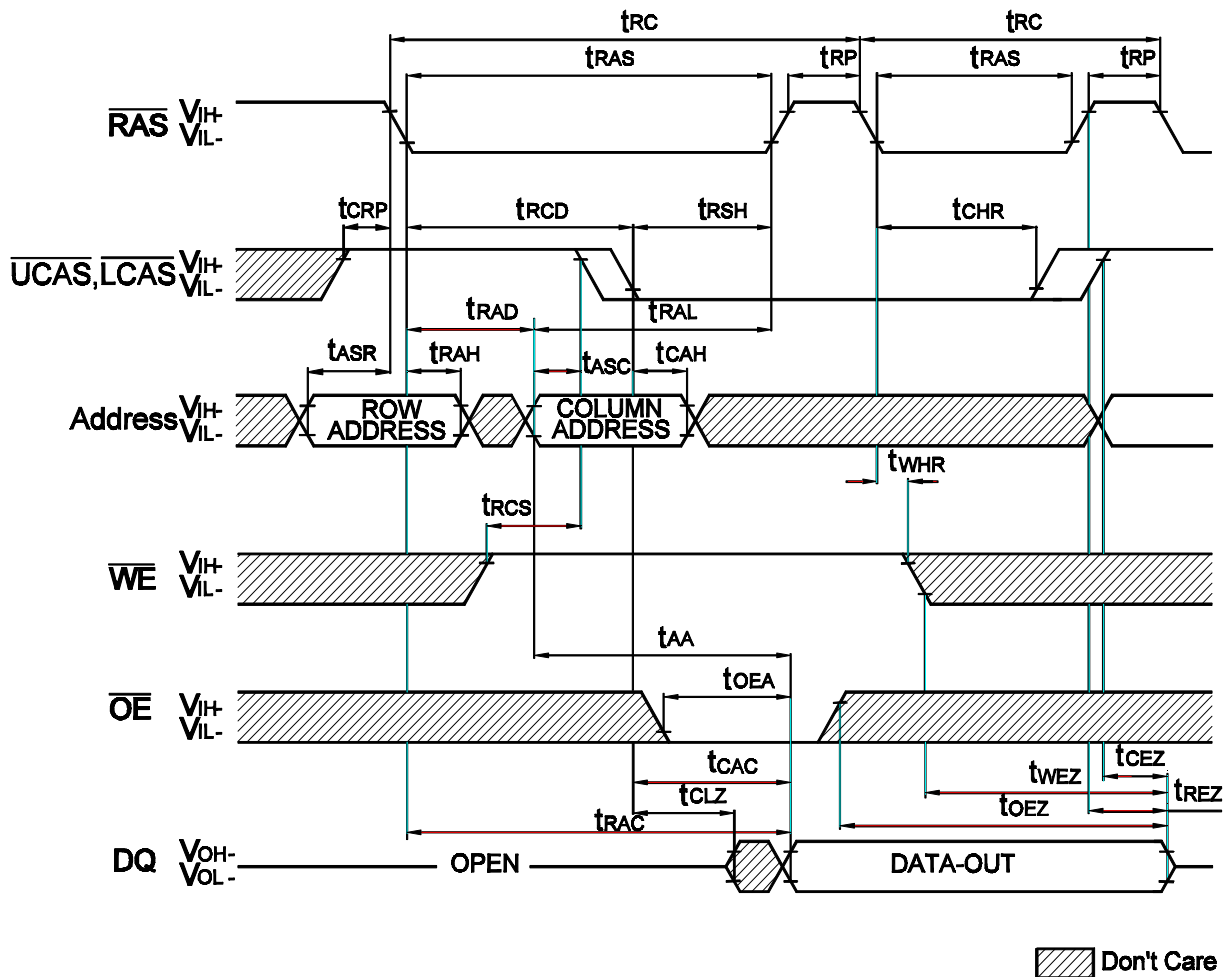 tRC tRC
tRAS tRP tRAS tRP
RAS VIH-
VIL-
tCRP tRCD tRSH tCHR
UCAS,LCAS VIH-
VIL-
tRAD tRAL
tASR tRAH tASC tCAH
Address VIH-
VIL-
ROW
ADDRESS
COLUMN
ADDRESS
tWHR
tRCS
WE VIH-
VIL-
tAA
tOEA
OE VIH-
VIL-
tCAC tWEZ tCEZ
tCLZ tOEZ tREZ
tRAC
DQ VOH-
VOL-
OPEN DATA-OUT
Don't Care